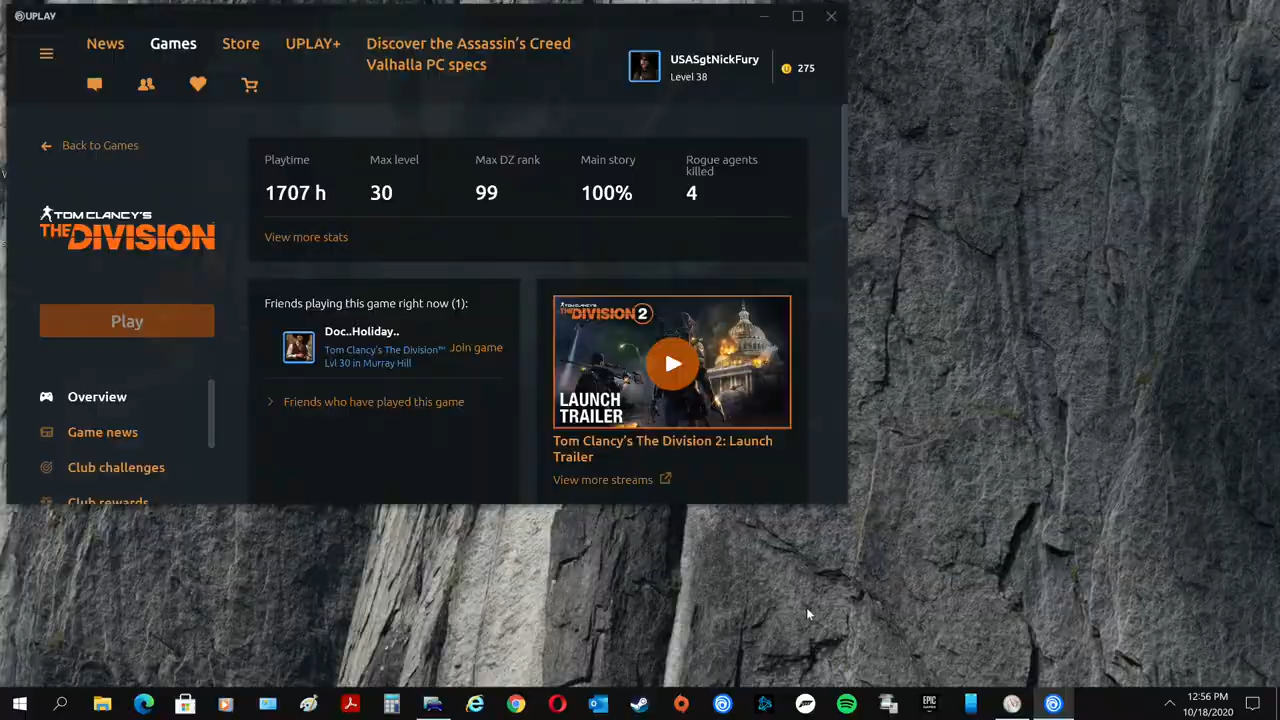 UPLAY
News
Games
Store
UPLAY+
Discover the Assassin's Creed
Valhalla PC specs
USASgtNickFury
Level 38
275
Back to Games
TOM CLANCY'S
THE DIVISION
Play
Overview
Game news
Club challenges
Club rewards
Playtime
1707 h
Max level
30
Max DZ rank
99
Main story
100%
Rogue agents
killed
4
View more stats
Friends playing this game right now (1):
Doc..Holiday..
Tom Clancy's The Division™
Lvl 30 in Murray Hill
Join game
Friends who have played this game
TOM CLANCY'S
THE DIVISION 2
LAUNCH
TRAILER
Tom Clancy's The Division 2: Launch
Trailer
View more streams
EPIC
GAMES
12:56 PM
10/18/2020